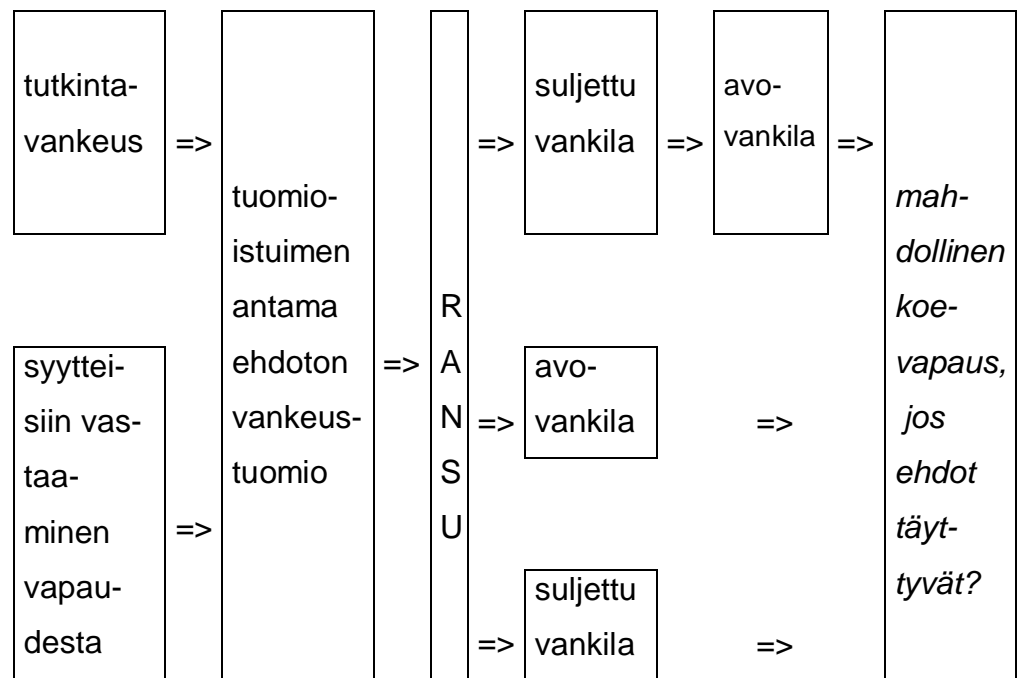 tutkinta-
vankeus
=>
syyttei-
siin vas-
taa-
minen
vapau-
desta
=>
tuomio-
istuimen
antama
ehdoton
vankeus-
tuomio
=>
R
A
N
S
U
=>
suljettu
vankila
=>
avo-
vankila
=>
=>
avo-
vankila
=>
=>
suljettu
vankila
=>
mah-
dollinen
koe-
vapaus,
jos
ehdot
täyt-
tyvät?